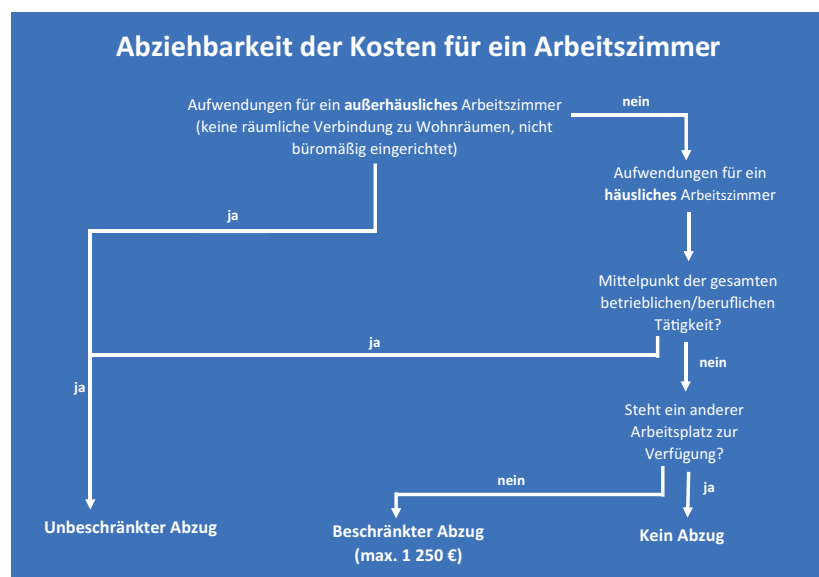 Abziehbarkeit der Kosten für ein Arbeitszimmer
Aufwendungen für ein außerhäusliches Arbeitszimmer
(keine räumliche Verbindung zu Wohnräumen, nicht
büromäßig eingerichtet)
nein
Aufwendungen für ein
häusliches Arbeitszimmer
ja
Mittelpunkt der gesamten
betrieblichen/beruflichen
Tätigkeit?
ja
nein
ja
Steht ein anderer
Arbeitsplatz zur
Verfügung?
nein
ja
Unbeschränkter Abzug
Beschränkter Abzug
(max. 1 250 €)
Kein Abzug